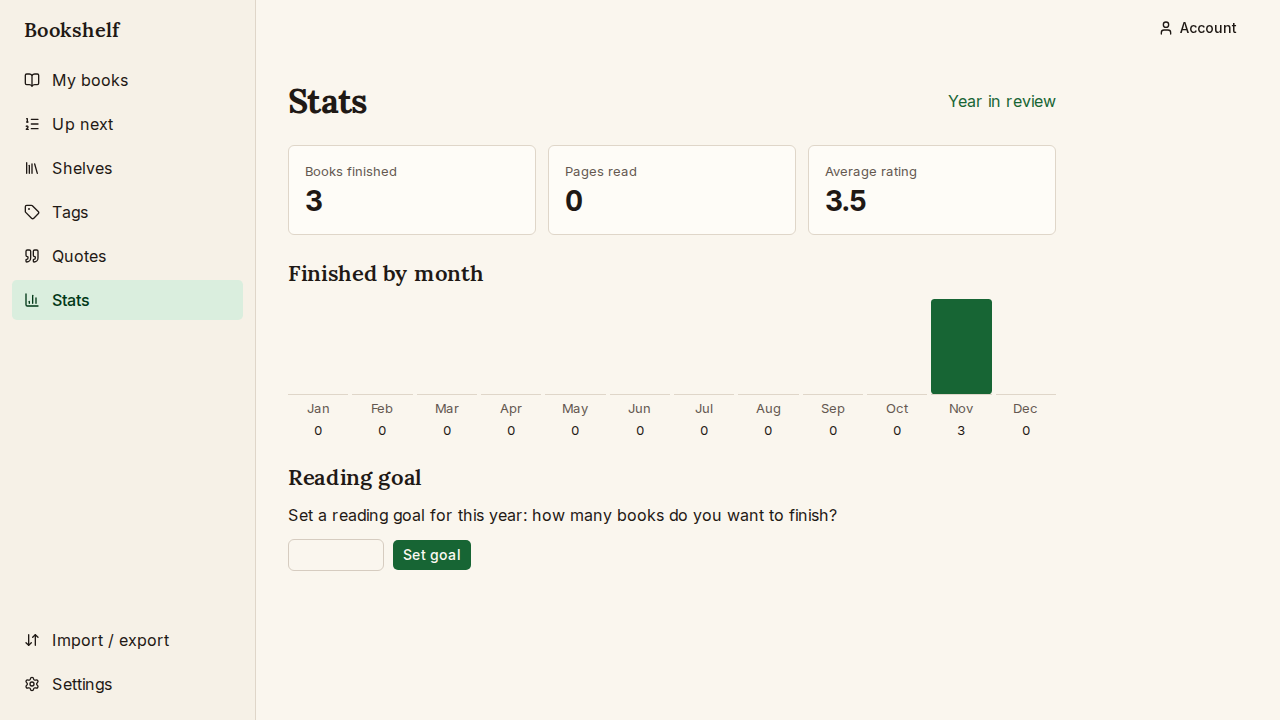 Bookshelf
My books
Up next
Shelves
Tags
Quotes
Stats
Import / export
Settings
Account
Stats
Year in review
Books finished
3
Pages read
0
Average rating
3.5
Finished by month
Jan Feb Mar Apr May Jun Jul Aug Sep Oct Nov Dec
0 0 0 0 0 0 0 0 0 0 3 0
Reading goal
Set a reading goal for this year: how many books do you want to finish?
Set goal